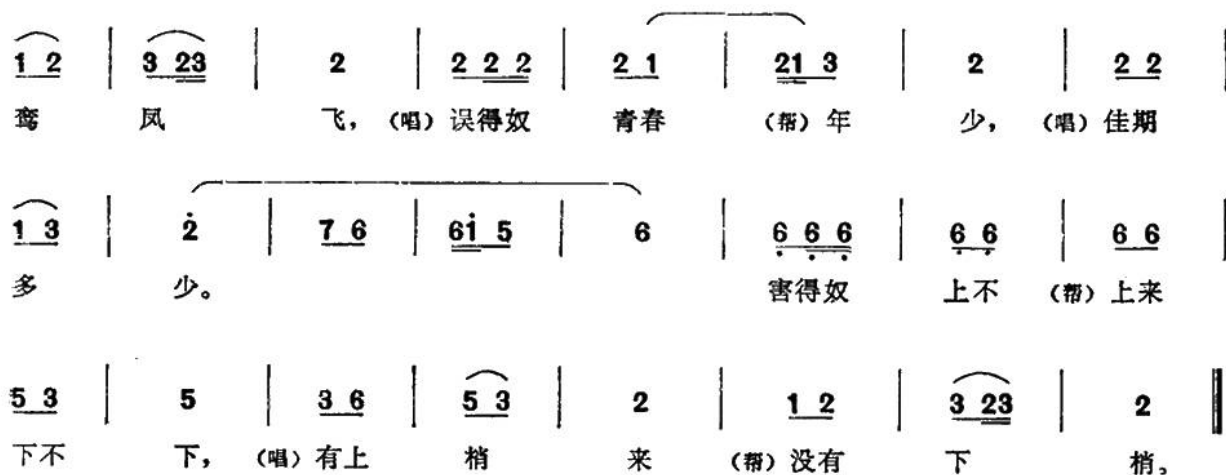 1 2 | 3 23 | 2 | 2 2 2 | 2 1 | 21 3 | 2 | 2 2 |
鸾 凤 飞，（唱）误得奴 青春 （帮）年 少，（唱）佳期
1 3 | 2̇ | 7 6 | 6i̇ 5 | 6 | 6̣ 6̣ 6̣ | 6̣ 6̣ | 6 6 |
多 少。 害得奴 上不 （帮）上来
5 3 | 5 | 3 6 | 5 3 | 2 | 1 2 | 3 23 | 2 ‖
下不 下，（唱）有上 梢 来 （帮）没有 下 梢。